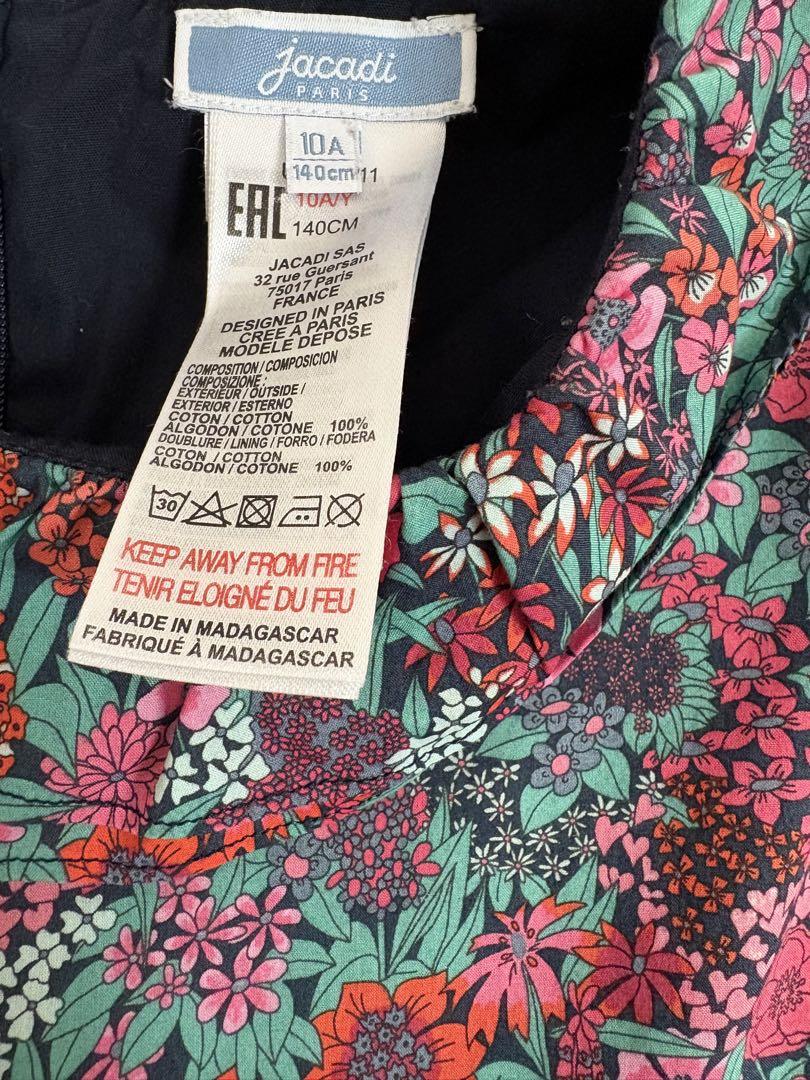 jacadi
PARIS
10 A
140cm
11
EAC
10A/Y
140CM
JACADI SAS
32 rue Guersant
75017 Paris
FRANCE
DESIGNED IN PARIS
CREE A PARIS
MODELE DEPOSE
COMPOSITION / COMPOSICION
COMPOSIZIONE :
EXTERIEUR / OUTSIDE /
EXTERIOR / ESTERNO
COTON / COTTON
ALGODON / COTONE 100%
DOUBLURE / LINING / FORRO / FODERA
COTON / COTTON
ALGODON / COTONE 100%
30
KEEP AWAY FROM FIRE
TENIR ELOIGNÉ DU FEU
MADE IN MADAGASCAR
FABRIQUÉ À MADAGASCAR